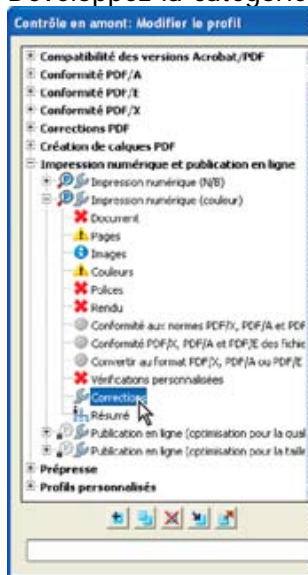 Développez la catégorie
Contrôle en amont: Modifier le profil
Compatibilité des versions Acrobat/PDF
Conformité PDF/A
Conformité PDF/E
Conformité PDF/X
Corrections PDF
Création de calques PDF
Impression numérique et publication en ligne
Impression numérique (N/B)
Impression numérique (couleur)
Document
Pages
Images
Couleurs
Polices
Rendu
Conformité aux normes PDF/X, PDF/A et PDF
Conformité PDF/X, PDF/A et PDF/E des fichie
Convertir au format PDF/X, PDF/A ou PDF/E
Vérifications personnalisées
Corrections
Résumé
Publication en ligne (optimisation pour la qual
Publication en ligne (optimisation pour la taille
Prépresse
Profils personnalisés